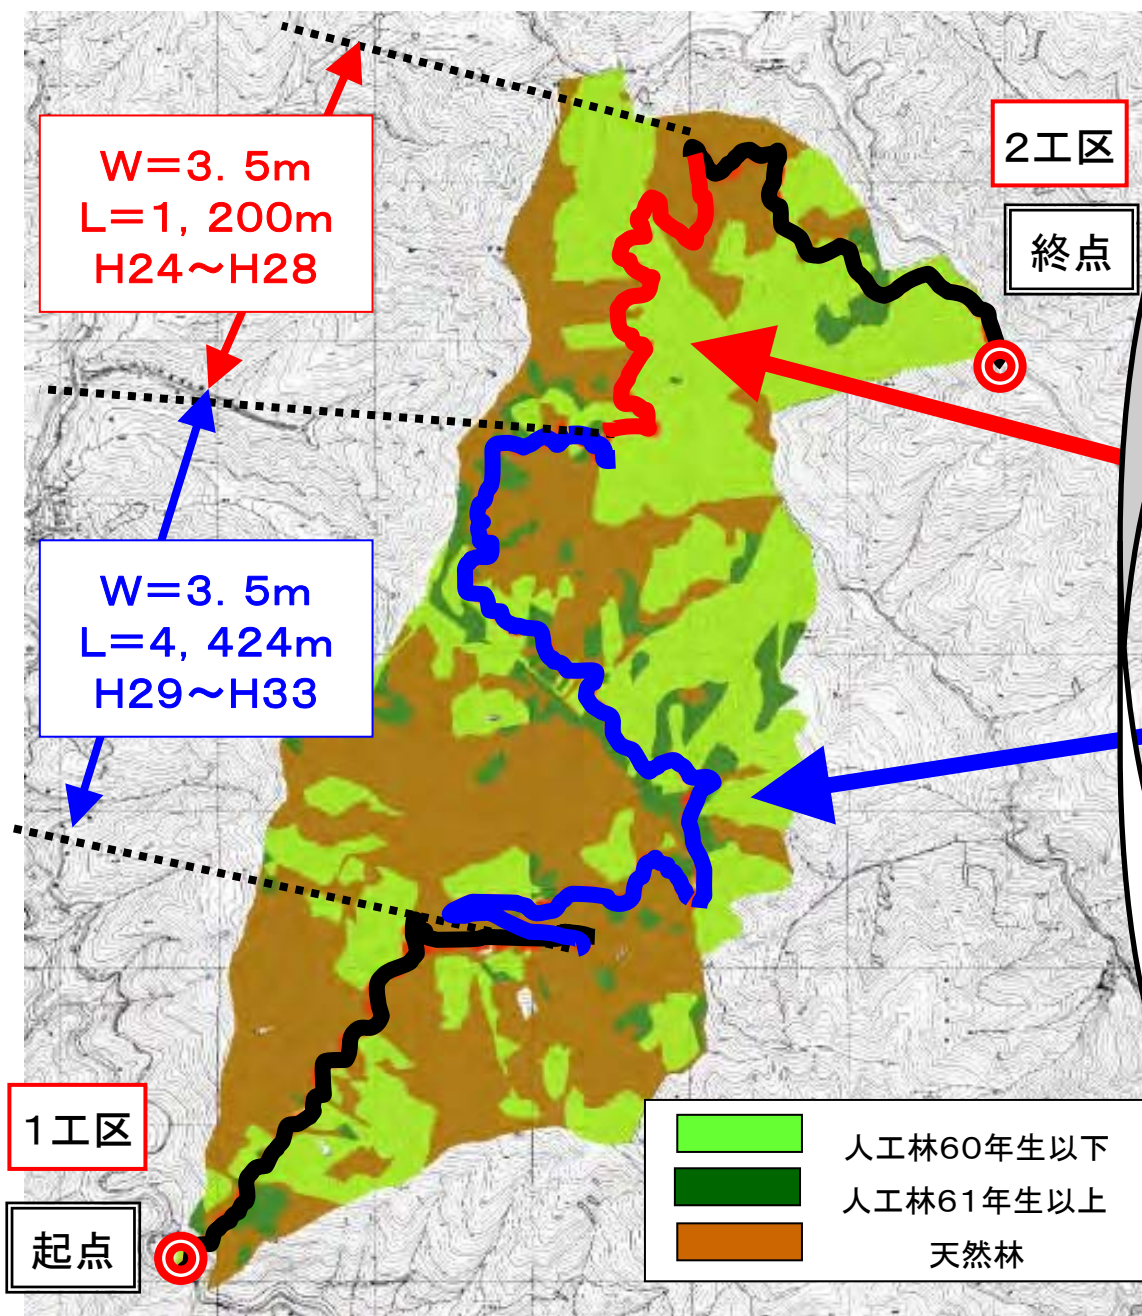 W=3. 5m
L=1, 200m
H24~H28
2工区
終点
W=3. 5m
L=4, 424m
H29~H33
1工区
起点
人工林60年生以下
人工林61年生以上
天然林